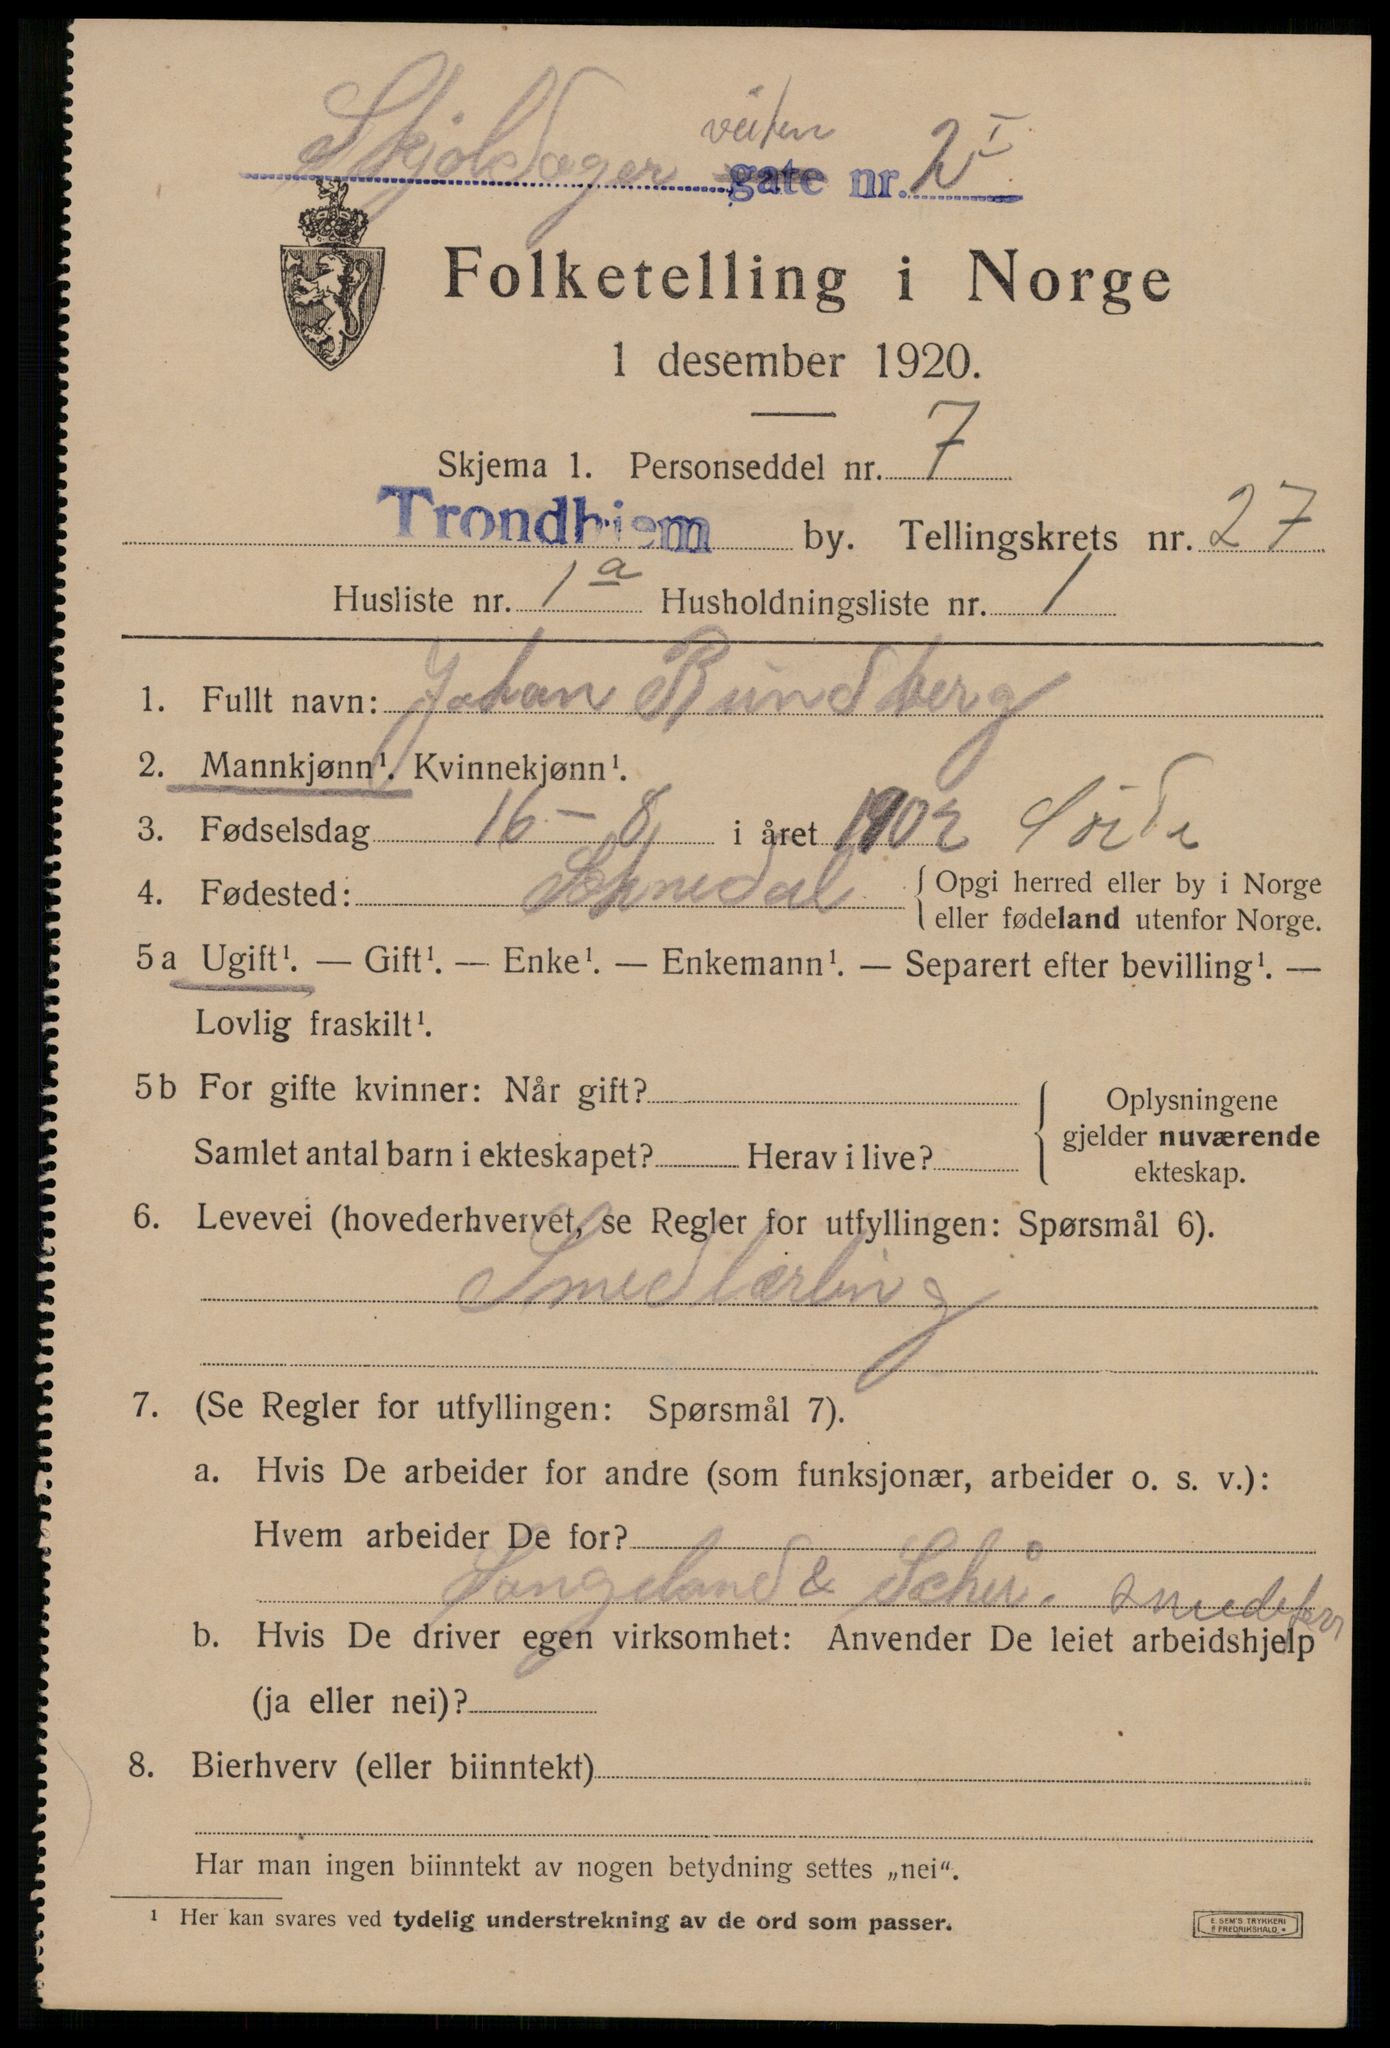 Skjoldager veiten gate nr. 2 I
Folketelling i Norge
1 desember 1920.
Skjema 1. Personseddel nr. 7
Trondhjem by. Tellingskrets nr. 27
Husliste nr. 1 a Husholdningsliste nr. 1
1. Fullt navn: Johan Rundberg
2. Mannkjønn¹. Kvinnekjønn¹.
3. Fødselsdag 16 – 8 i året 1902
4. Fødested: { Opgi herred eller by i Norge
eller fødeland utenfor Norge.
5a Ugift¹. — Gift¹. — Enke¹. — Enkemann¹. — Separert efter bevilling¹. —
Lovlig fraskilt¹.
5b For gifte kvinner: Når gift? { Oplysningene
gjelder nuværende
Samlet antal barn i ekteskapet? Herav i live?
ekteskap.
6. Levevei (hovederhvervet, se Regler for utfyllingen: Spørsmål 6).
Smedlærling
7. (Se Regler for utfyllingen: Spørsmål 7).
a. Hvis De arbeider for andre (som funksjonær, arbeider o. s. v.):
Hvem arbeider De for?
Langeland &
b. Hvis De driver egen virksomhet: Anvender De leiet arbeidshjelp
(ja eller nei)?
8. Bierhverv (eller biinntekt)
Har man ingen biinntekt av nogen betydning settes „nei“.
¹ Her kan svares ved tydelig understrekning av de ord som passer.
E. SEM'S TRYKKERI
FREDRIKSHALD.